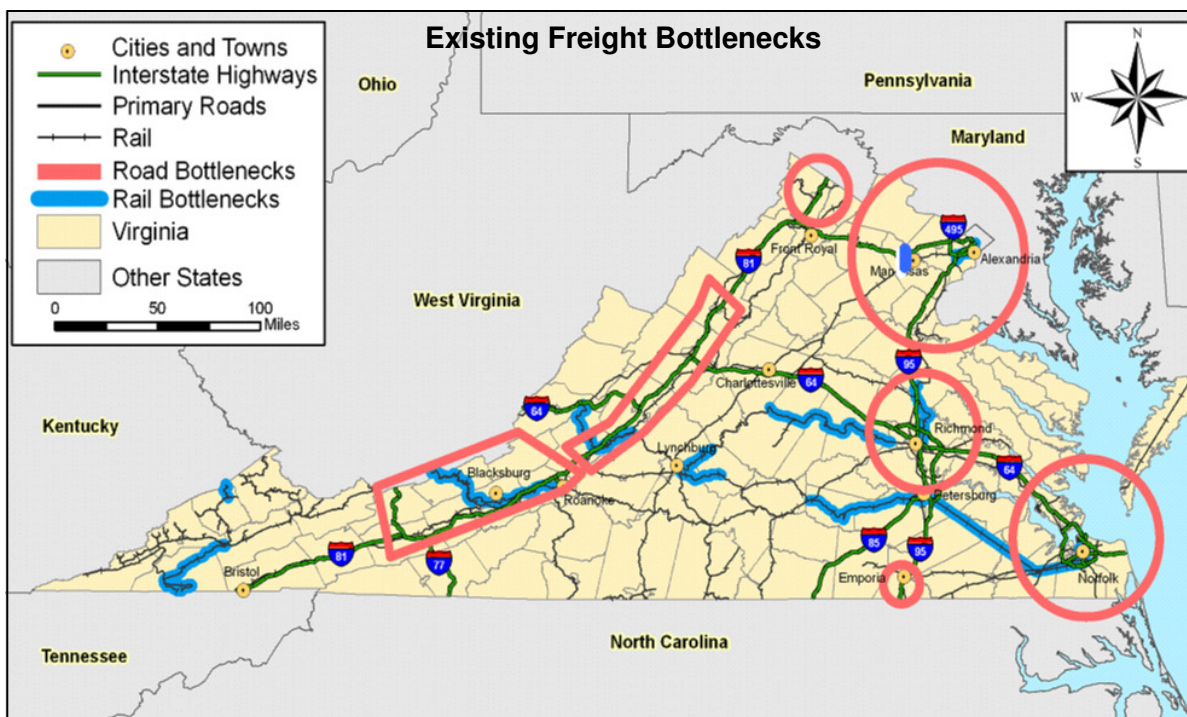 Existing Freight Bottlenecks
Cities and Towns
Interstate Highways
Primary Roads
Rail
Road Bottlenecks
Rail Bottlenecks
Virginia
Other States
0 50 100
Miles
N
W E
S
Ohio
Pennsylvania
Maryland
West Virginia
Kentucky
Tennessee
North Carolina
495
Front Royal
Alexandria
81
95
Charlottesville
64
64
Richmond
Lynchburg
64
Blacksburg
Roanoke
Petersburg
85
95
81
77
Emporia
Norfolk
Bristol